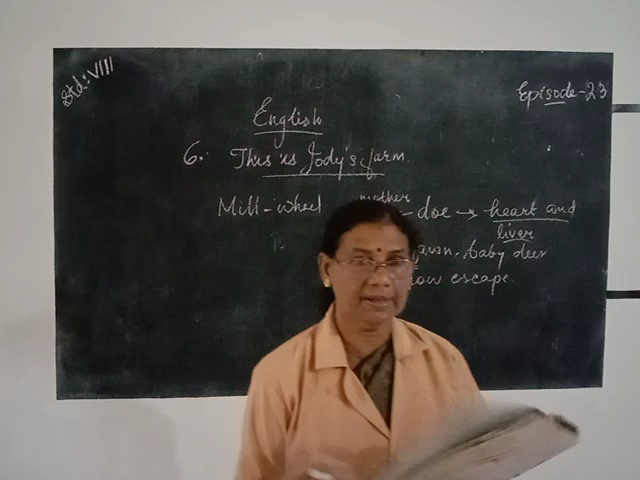 Std: VIII
Episode - 23
English
6. This is Jody's farm.
Mill - wheel mother - doe → heart and
liver
fawn. baby deer
how escape.